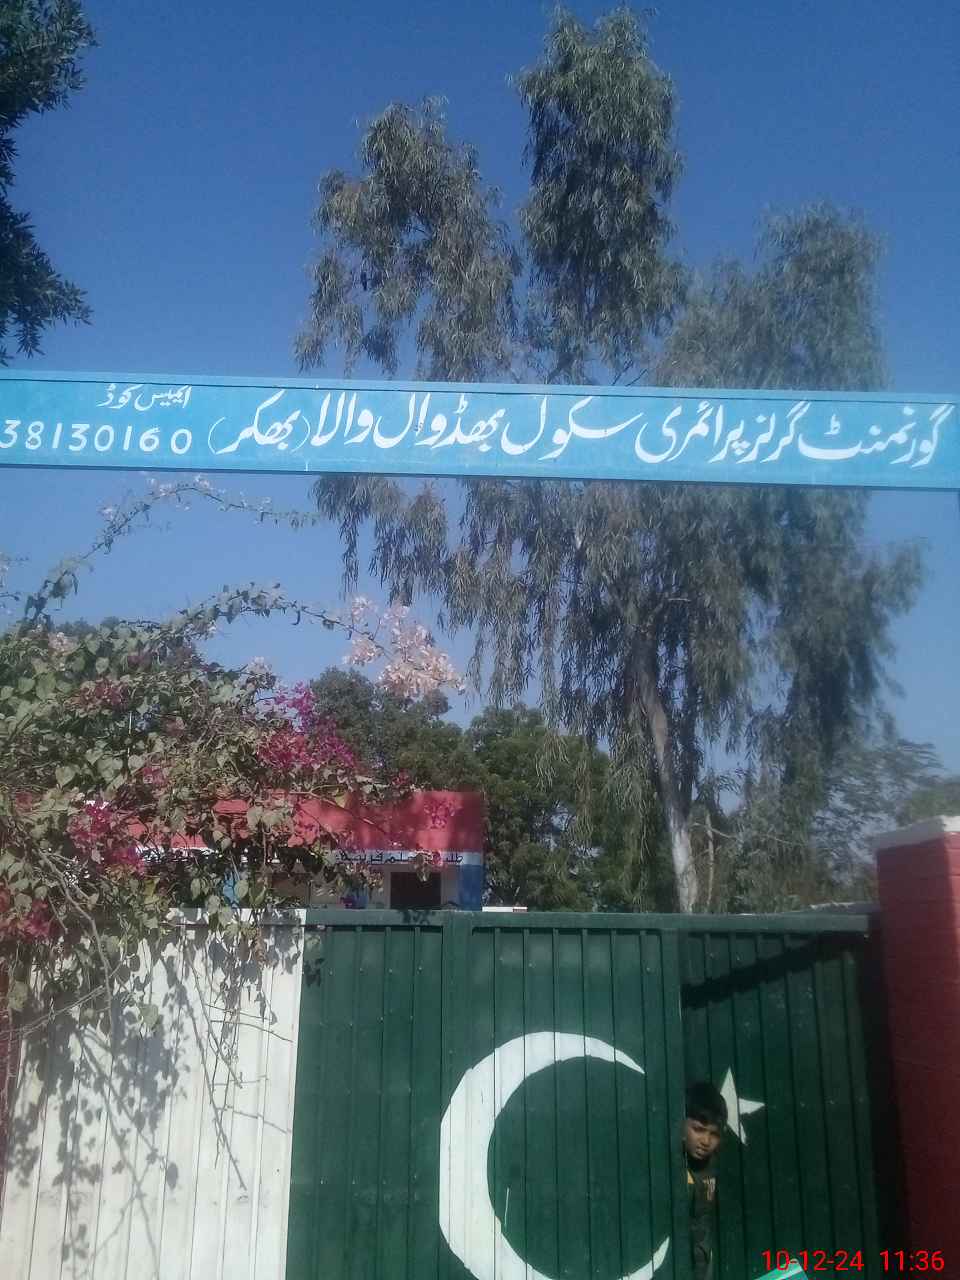 گورنمنٹ گرلز پرائمری سکول بھڈوال والا (بھکر)
ایمیس کوڈ
38130160
10-12-24 11:36